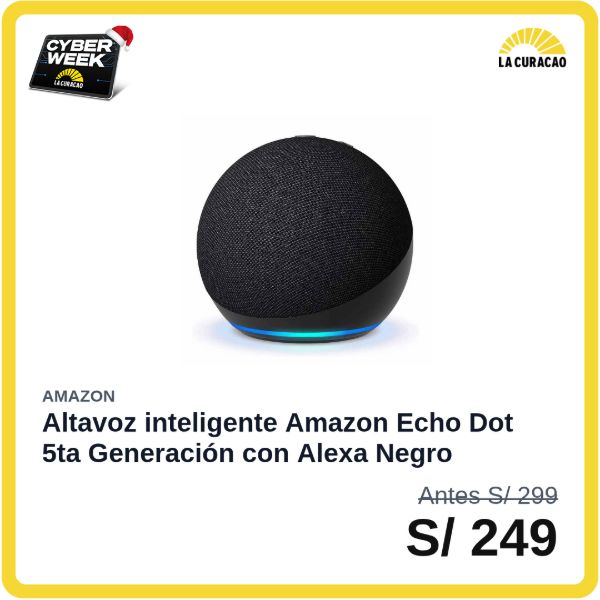 CYBER
WEEK
LA CURACAO
LA CURACAO
AMAZON
Altavoz inteligente Amazon Echo Dot
5ta Generación con Alexa Negro
Antes S/ 299
S/ 249